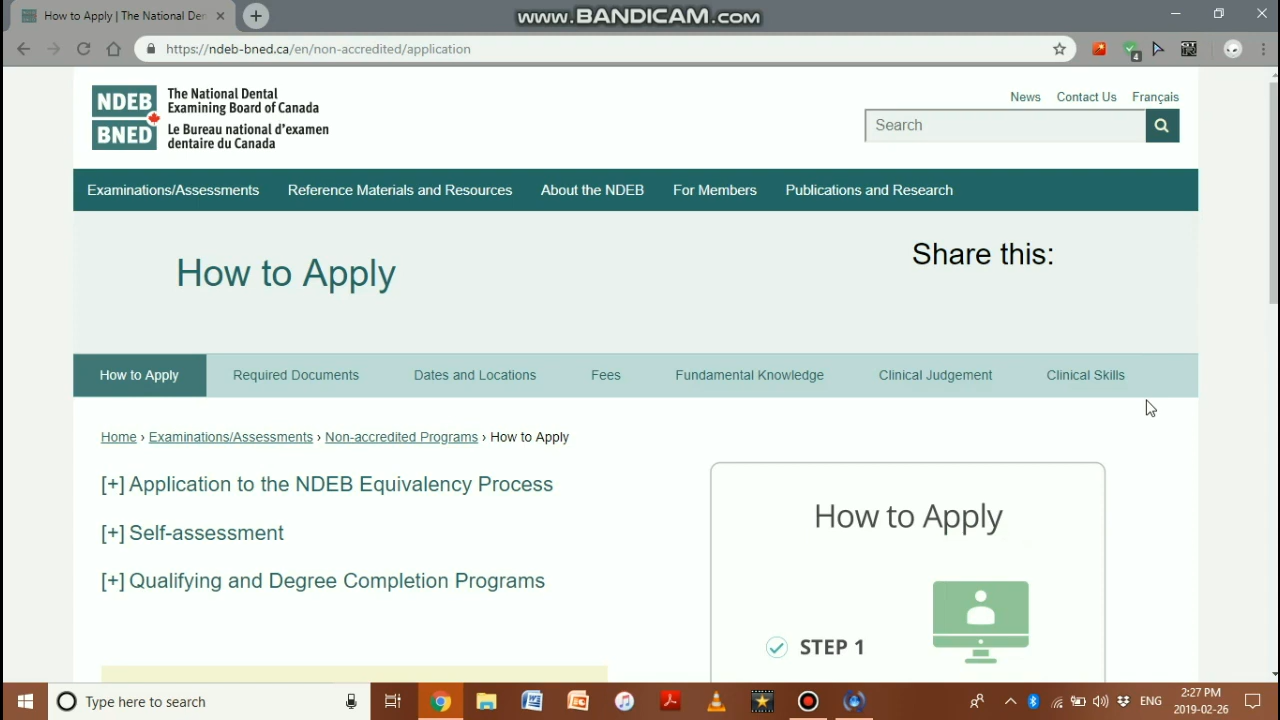 How to Apply | The National Den
www.BANDICAM.com
https://ndeb-bned.ca/en/non-accredited/application
4
NDEB
BNED
The National Dental
Examining Board of Canada
Le Bureau national d'examen
dentaire du Canada
News Contact Us Français
Search
Examinations/Assessments Reference Materials and Resources About the NDEB For Members Publications and Research
How to Apply
Share this:
How to Apply Required Documents Dates and Locations Fees Fundamental Knowledge Clinical Judgement Clinical Skills
Home › Examinations/Assessments › Non-accredited Programs › How to Apply
[+] Application to the NDEB Equivalency Process
[+] Self-assessment
[+] Qualifying and Degree Completion Programs
How to Apply
STEP 1
Type here to search
ENG
2:27 PM
2019-02-26